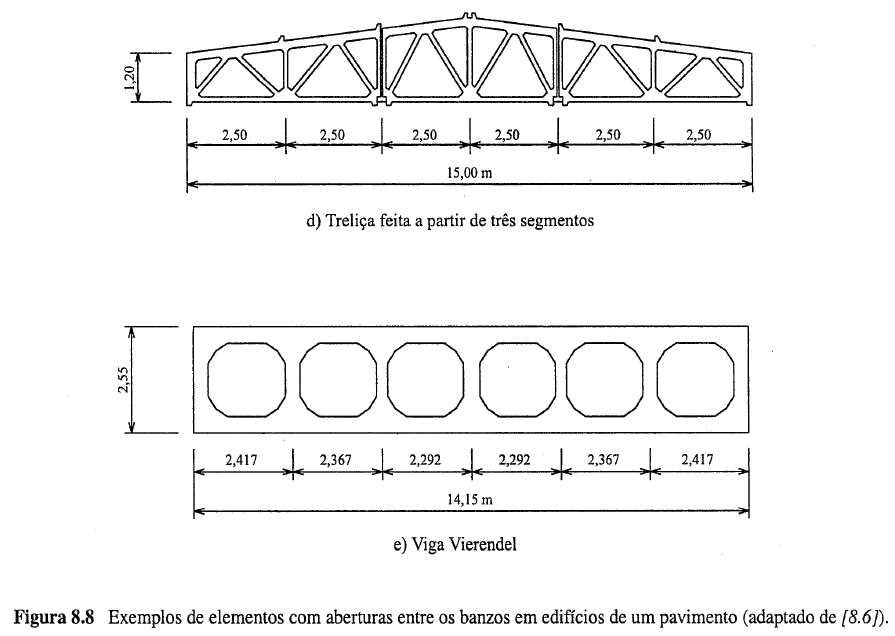 1,20
2,50 2,50 2,50 2,50 2,50 2,50
15,00 m
d) Treliça feita a partir de três segmentos
2,55
2,417 2,367 2,292 2,292 2,367 2,417
14,15 m
e) Viga Vierendel
Figura 8.8 Exemplos de elementos com aberturas entre os banzos em edifícios de um pavimento (adaptado de [8.6]).